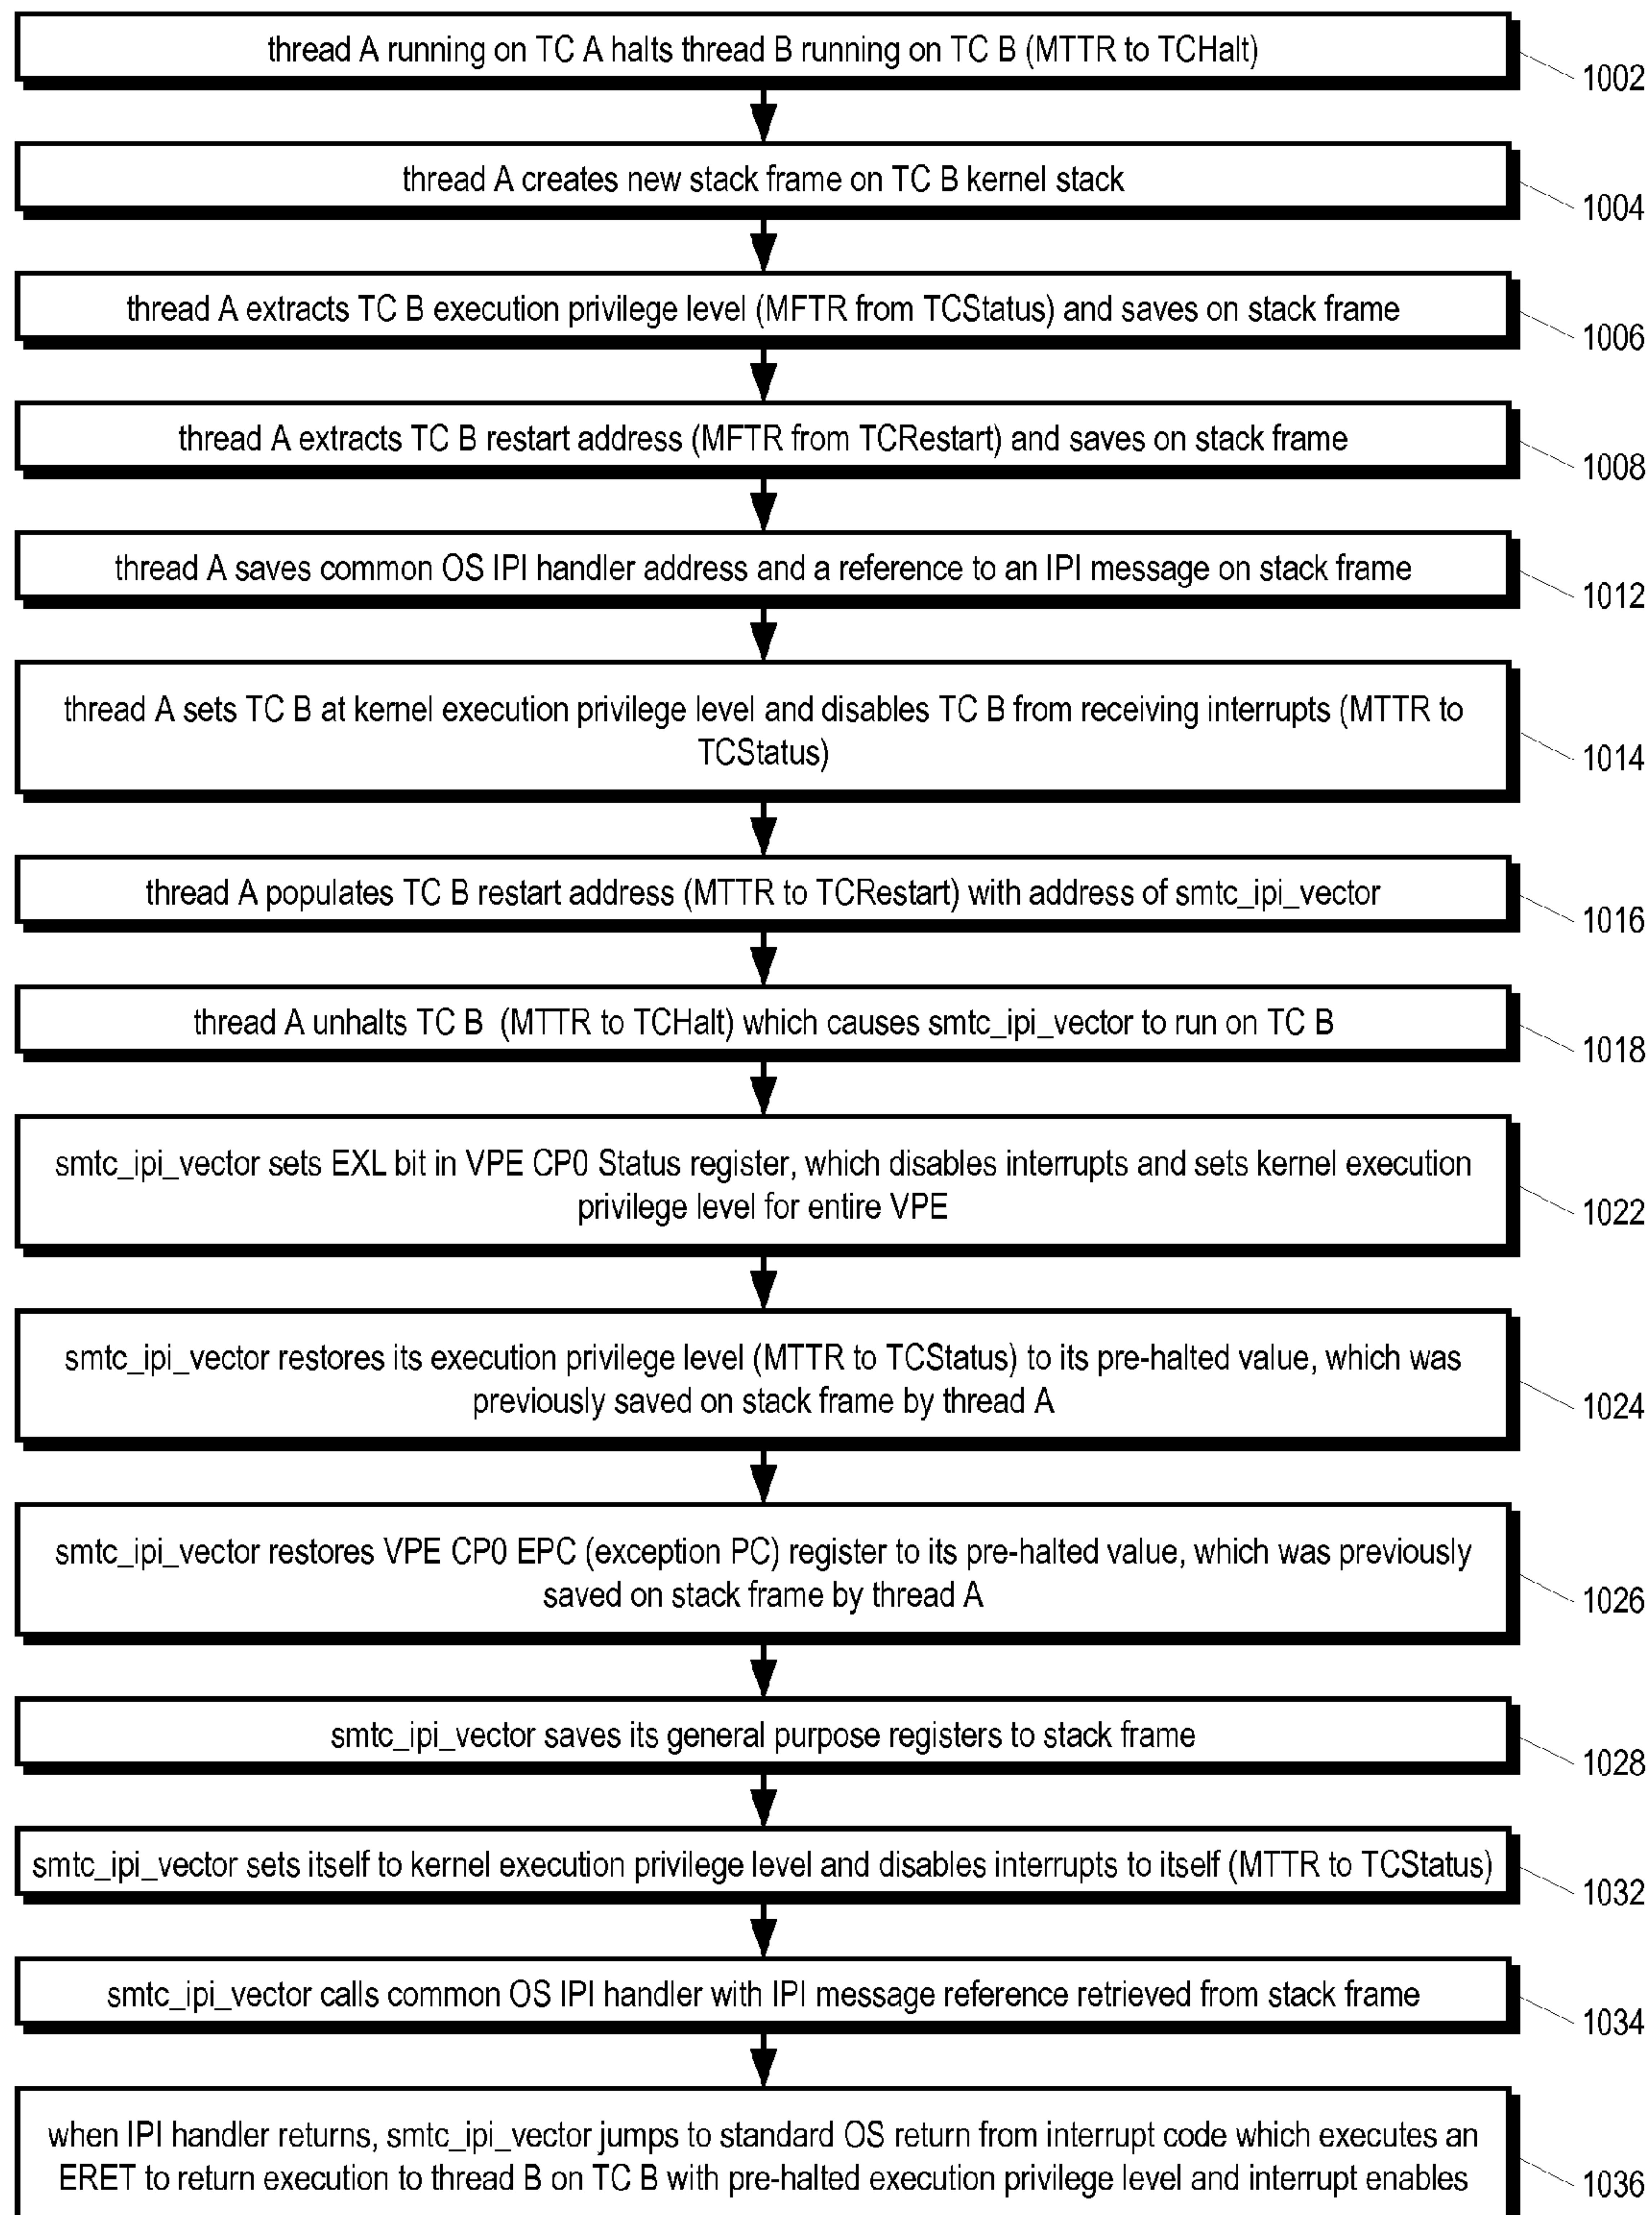 thread A running on TC A halts thread B running on TC B (MTTR to TCHalt)
1002
thread A creates new stack frame on TC B kernel stack
1004
thread A extracts TC B execution privilege level (MFTR from TCStatus) and saves on stack frame
1006
thread A extracts TC B restart address (MFTR from TCRestart) and saves on stack frame
1008
thread A saves common OS IPI handler address and a reference to an IPI message on stack frame
1012
thread A sets TC B at kernel execution privilege level and disables TC B from receiving interrupts (MTTR to
TCStatus)
1014
thread A populates TC B restart address (MTTR to TCRestart) with address of smtc_ipi_vector
1016
thread A unhalts TC B (MTTR to TCHalt) which causes smtc_ipi_vector to run on TC B
1018
smtc_ipi_vector sets EXL bit in VPE CP0 Status register, which disables interrupts and sets kernel execution
privilege level for entire VPE
1022
smtc_ipi_vector restores its execution privilege level (MTTR to TCStatus) to its pre-halted value, which was
previously saved on stack frame by thread A
1024
smtc_ipi_vector restores VPE CP0 EPC (exception PC) register to its pre-halted value, which was previously
saved on stack frame by thread A
1026
smtc_ipi_vector saves its general purpose registers to stack frame
1028
smtc_ipi_vector sets itself to kernel execution privilege level and disables interrupts to itself (MTTR to TCStatus)
1032
smtc_ipi_vector calls common OS IPI handler with IPI message reference retrieved from stack frame
1034
when IPI handler returns, smtc_ipi_vector jumps to standard OS return from interrupt code which executes an
ERET to return execution to thread B on TC B with pre-halted execution privilege level and interrupt enables
1036